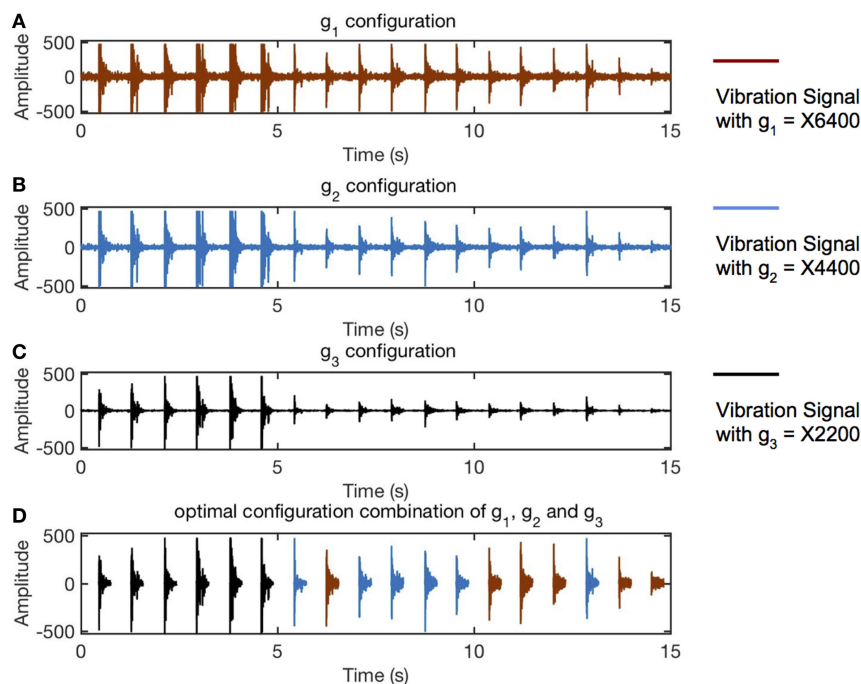 A
g1 configuration
500
0
-500
Amplitude
0 5 10 15
Time (s)
Vibration Signal
with g1 = X6400
B
g2 configuration
500
0
-500
Amplitude
0 5 10 15
Time (s)
Vibration Signal
with g2 = X4400
C
g3 configuration
500
0
-500
Amplitude
0 5 10 15
Time (s)
Vibration Signal
with g3 = X2200
D
optimal configuration combination of g1, g2 and g3
500
0
-500
Amplitude
0 5 10 15
Time (s)